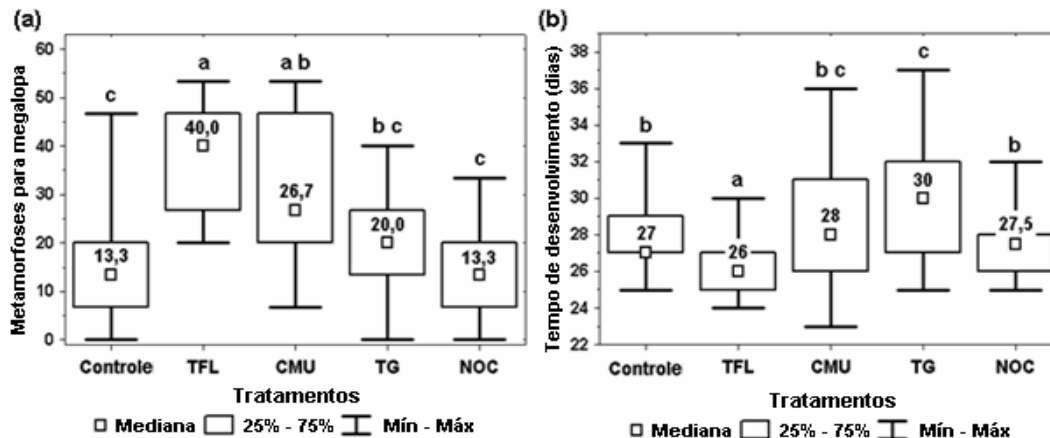 (a)
Metamorfoses para megalopa
60
50
40
30
20
10
0
c
a
a b
b c
c
13,3
40,0
26,7
20,0
13,3
Controle TFL CMU TG NOC
Tratamentos
Mediana 25% - 75% Mín - Máx
(b)
Tempo de desenvolvimento (dias)
38
36
34
32
30
28
26
24
22
b
a
b c
c
b
27
26
28
30
27,5
Controle TFL CMU TG NOC
Tratamentos
Mediana 25% - 75% Mín - Máx